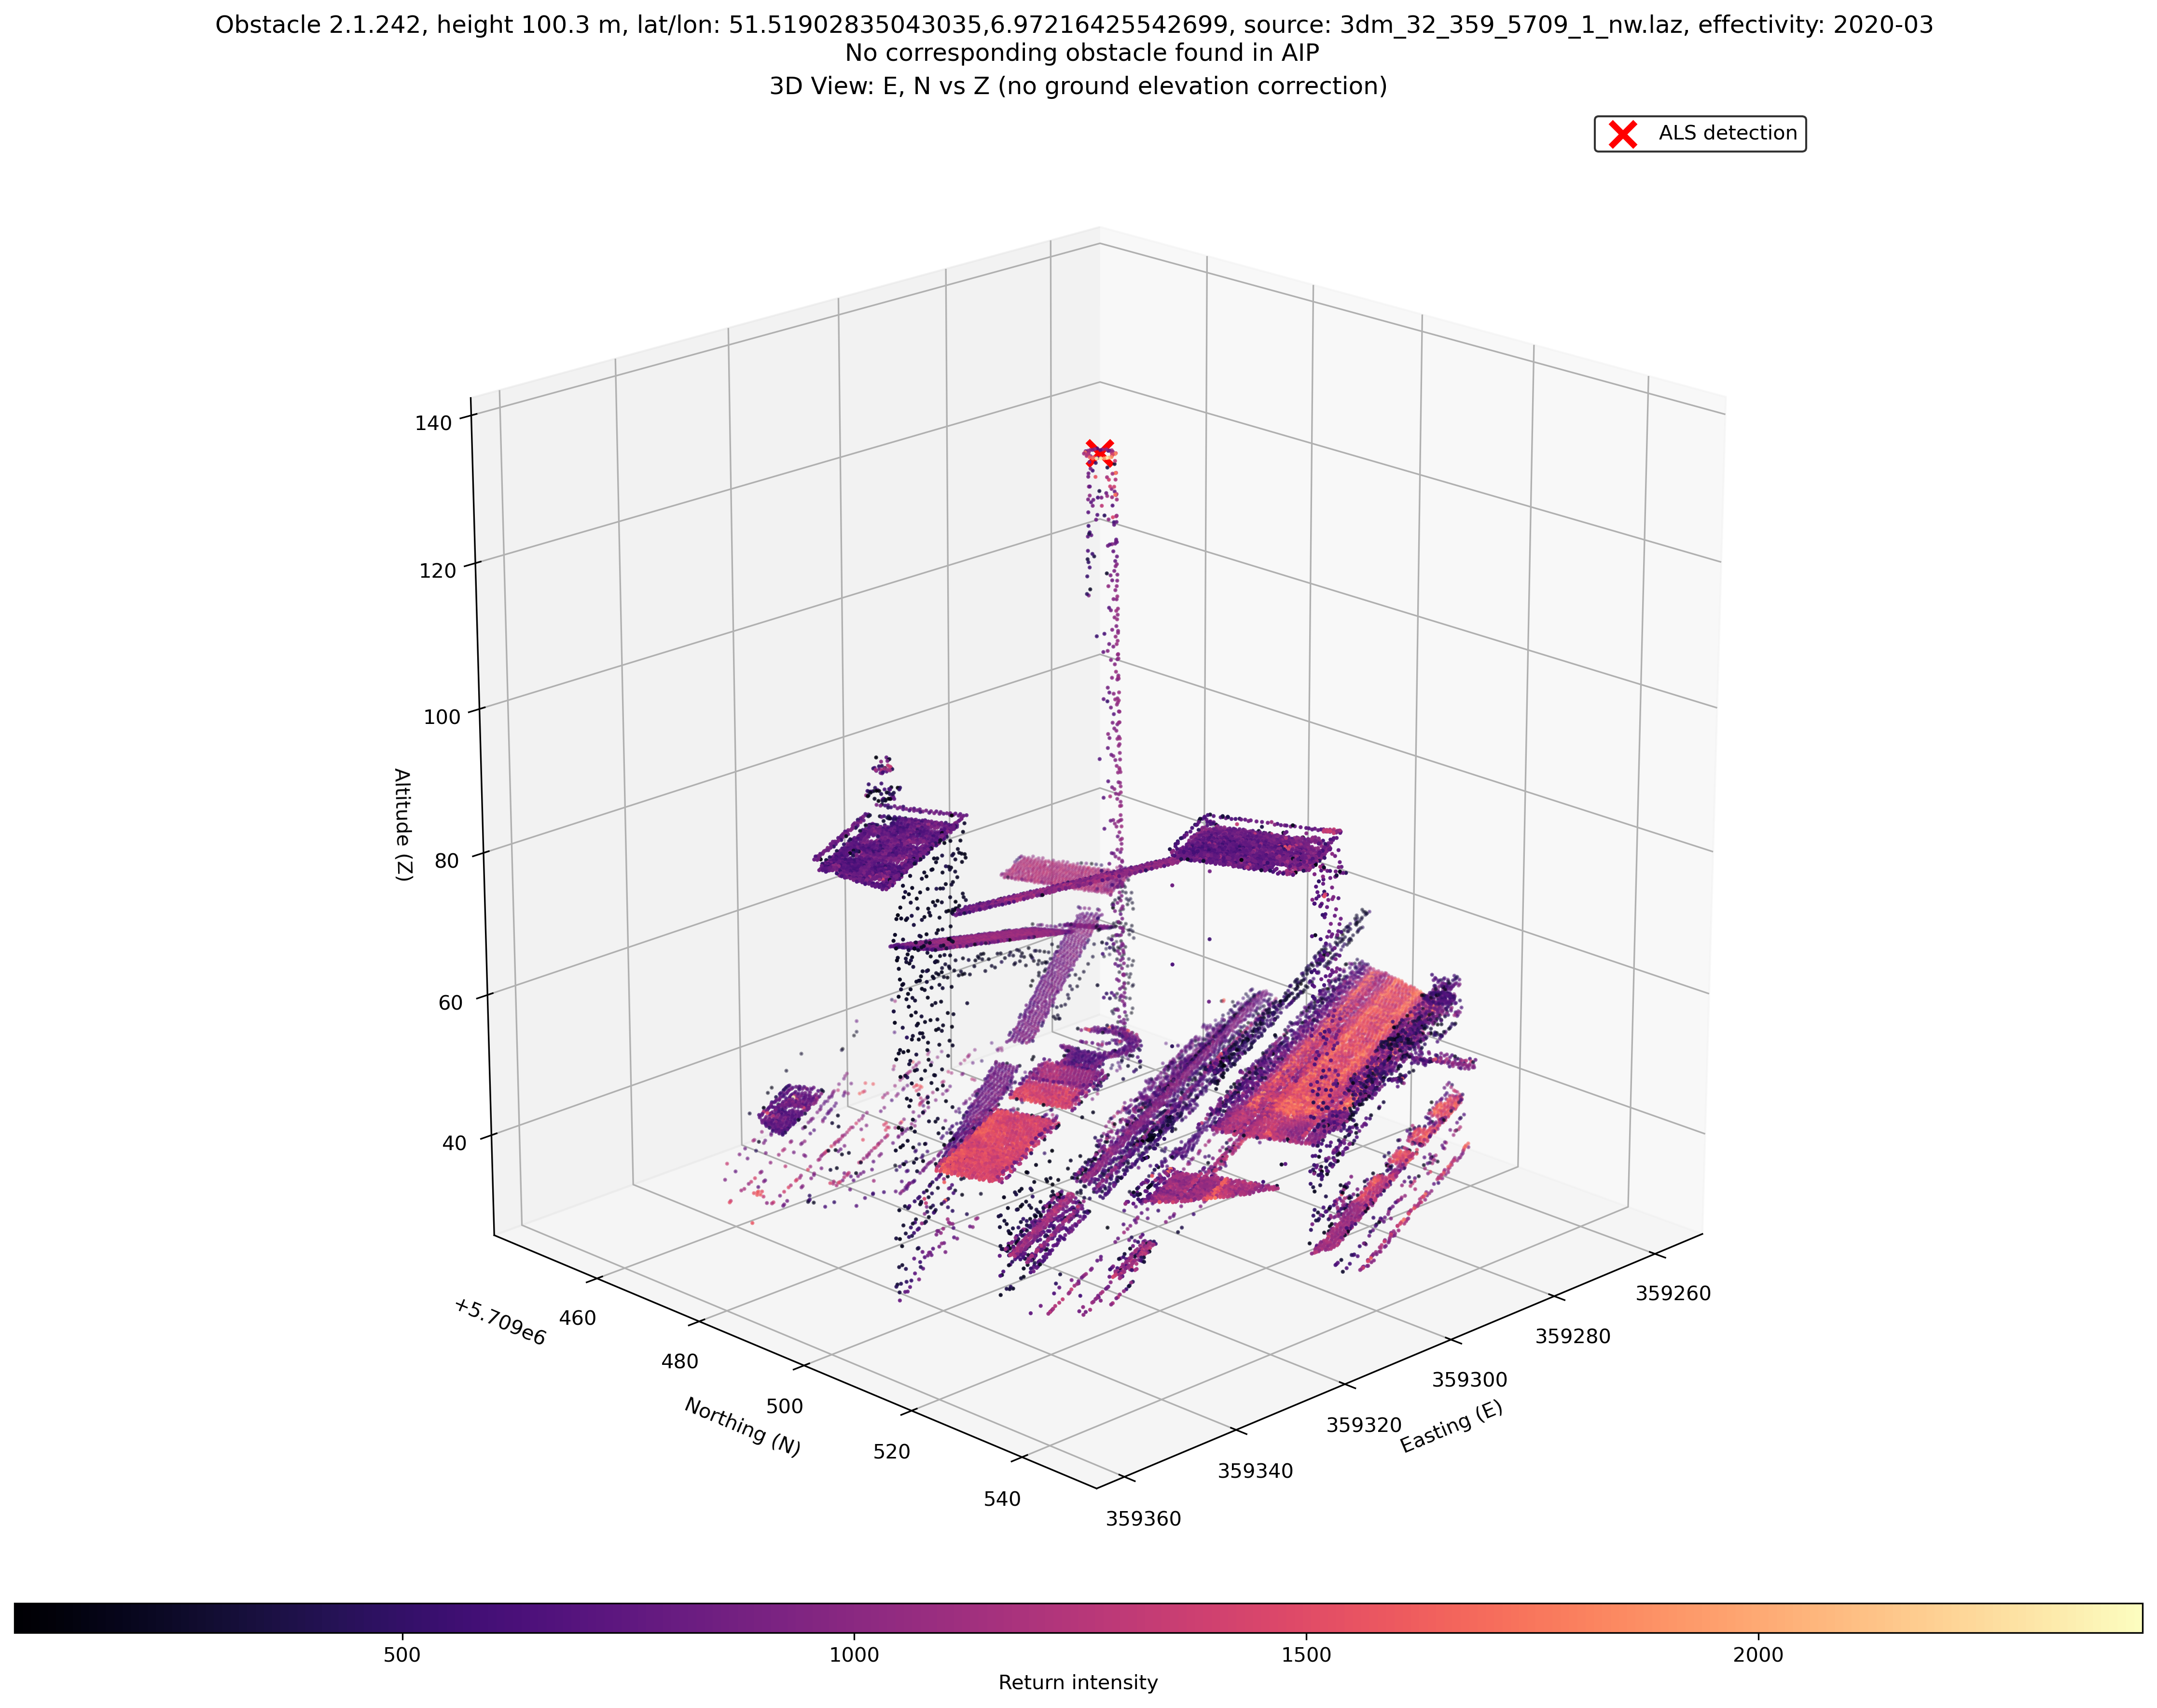 Obstacle 2.1.242, height 100.3 m, lat/lon: 51.51902835043035,6.97216425542699, source: 3dm_32_359_5709_1_nw.laz, effectivity: 2020-03
No corresponding obstacle found in AIP
3D View: E, N vs Z (no ground elevation correction)
ALS detection
140
120
100
80
60
40
Altitude (Z)
+5.709e6
460
480
500
520
540
Northing (N)
359260
359280
359300
359320
359340
359360
Easting (E)
500
1000
1500
2000
Return intensity